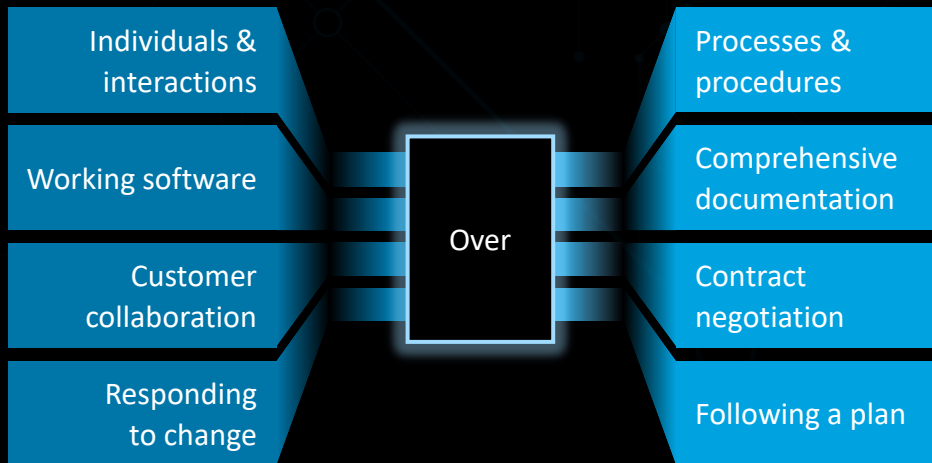 Individuals &
interactions
Working software
Customer
collaboration
Responding
to change
Over
Processes &
procedures
Comprehensive
documentation
Contract
negotiation
Following a plan